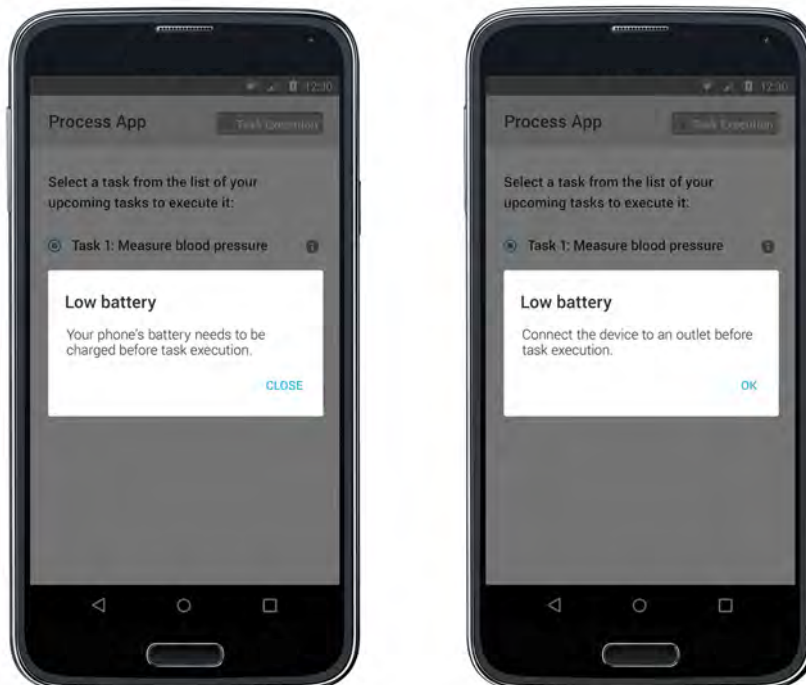 12:30
Process App
Task Execution
Select a task from the list of your
upcoming tasks to execute it:
Task 1: Measure blood pressure
Low battery
Your phone's battery needs to be
charged before task execution.
CLOSE
12:30
Process App
Task Execution
Select a task from the list of your
upcoming tasks to execute it:
Task 1: Measure blood pressure
Low battery
Connect the device to an outlet before
task execution.
OK